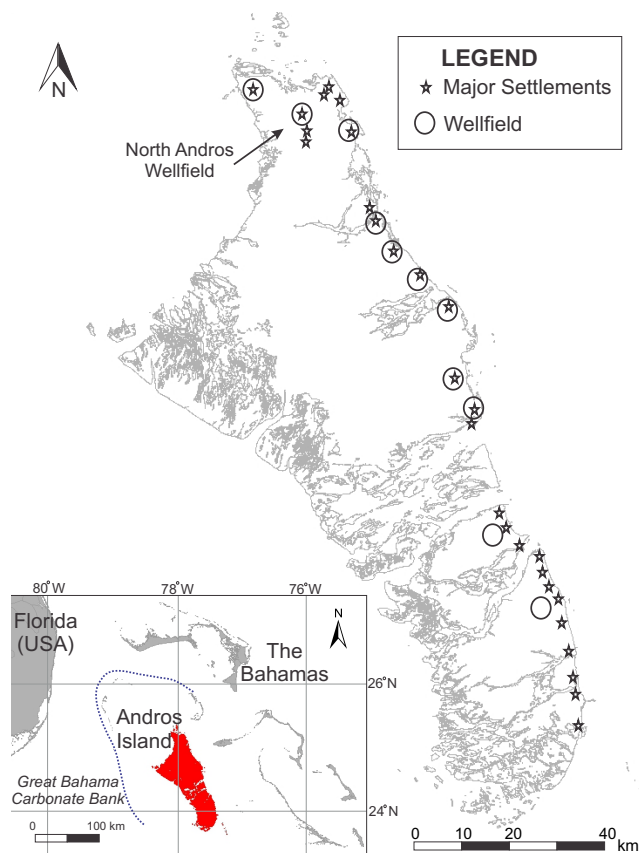 N
LEGEND
Major Settlements
Wellfield
North Andros
Wellfield
80°W
78°W
76°W
Florida
(USA)
N
The
Bahamas
26°N
Andros
Island
Great Bahama
Carbonate Bank
24°N
0 100 km
0 10 20 40
km